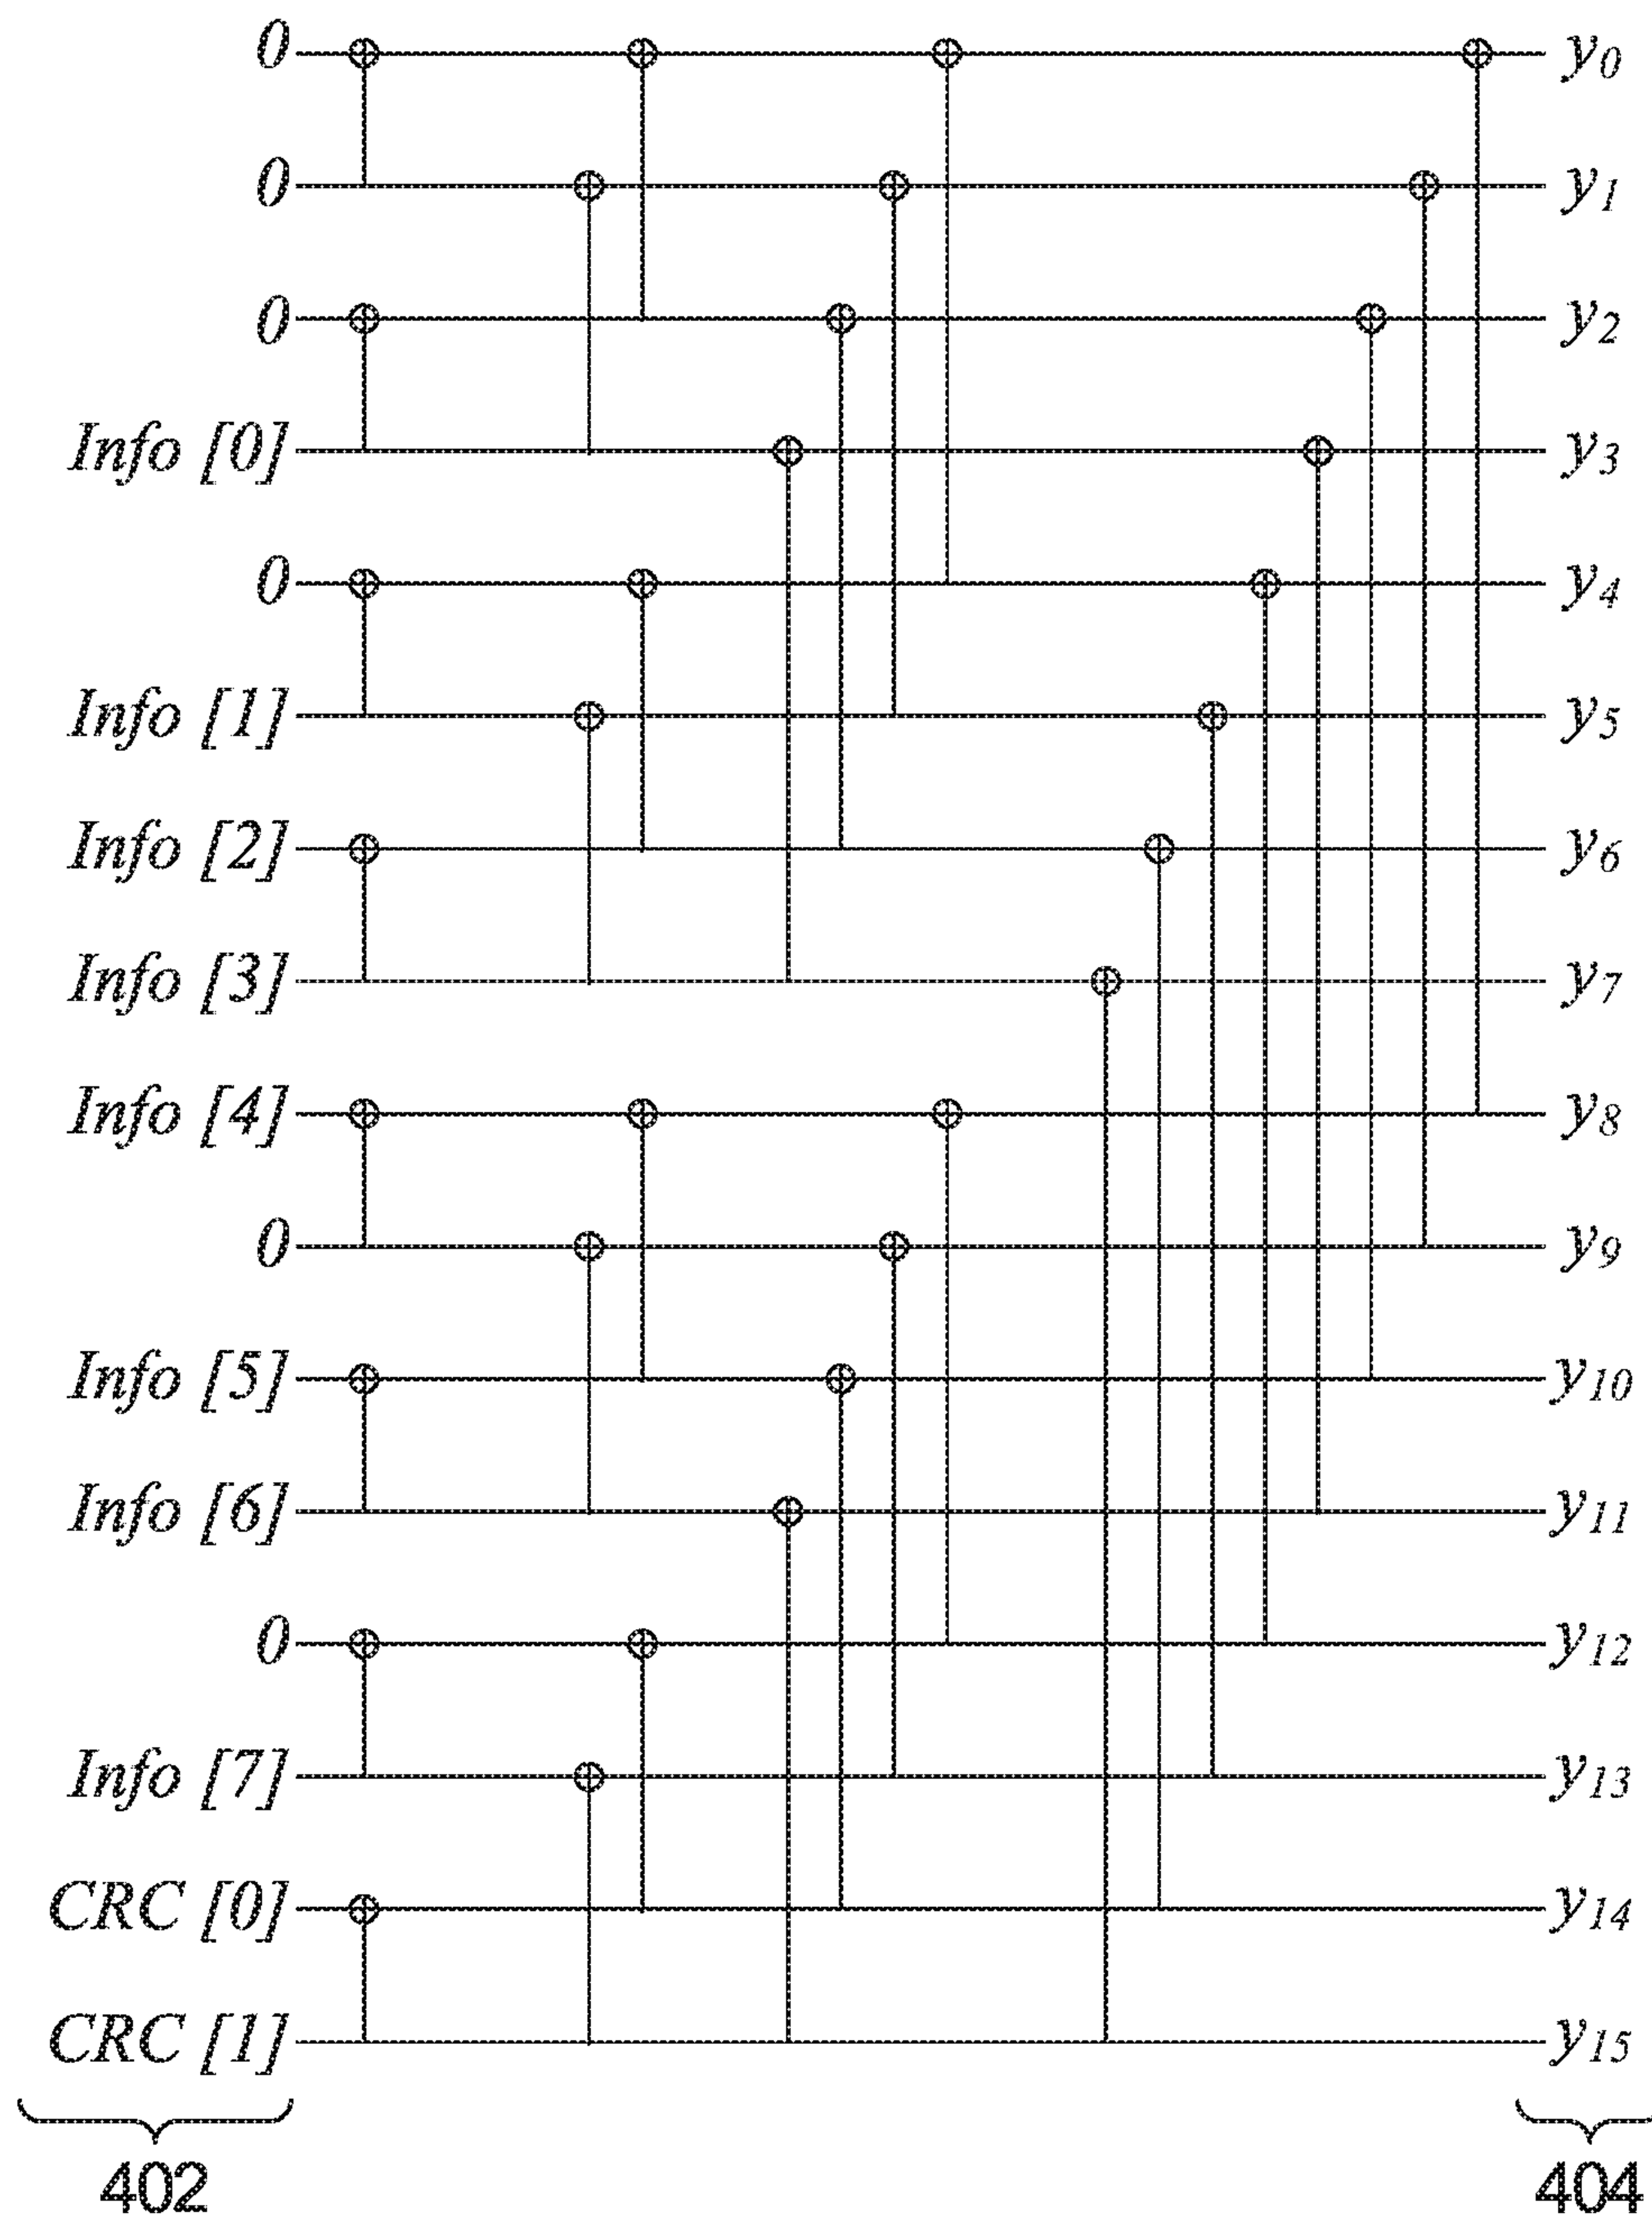 0 y0
0 y1
0 y2
Info [0] y3
0 y4
Info [1] y5
Info [2] y6
Info [3] y7
Info [4] y8
0 y9
Info [5] y10
Info [6] y11
0 y12
Info [7] y13
CRC [0] y14
CRC [1] y15
402 404